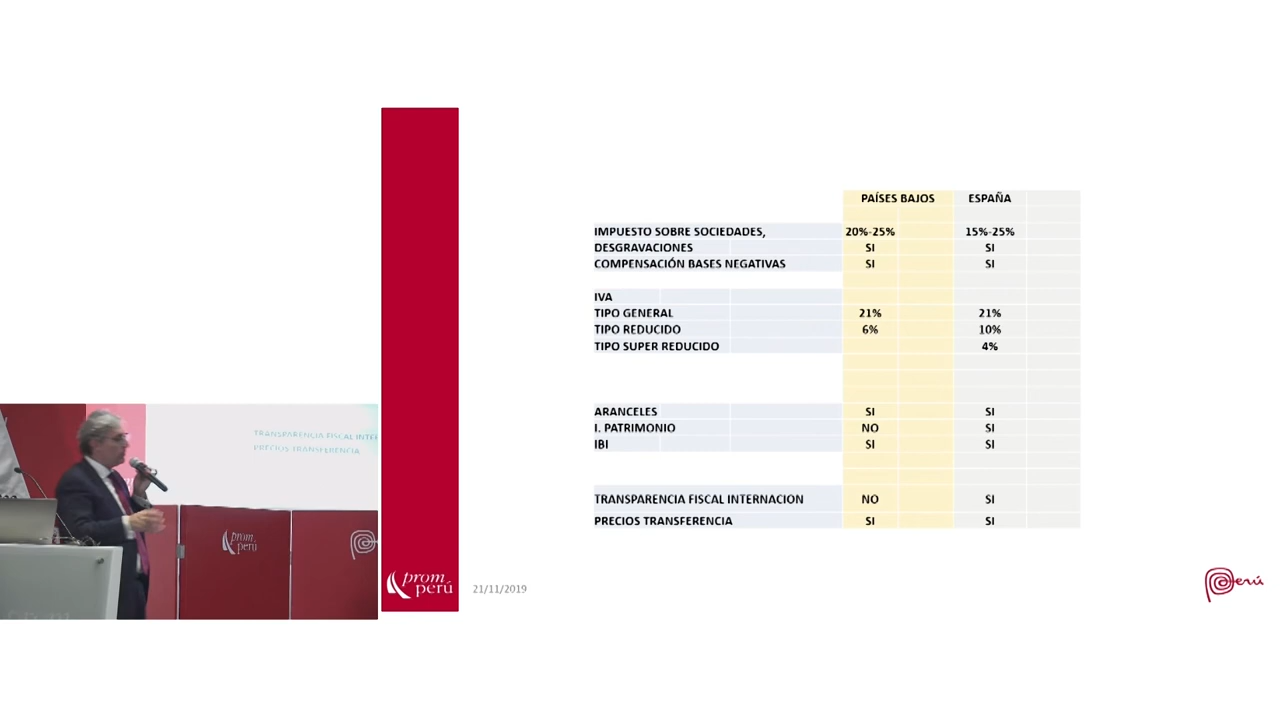 PAÍSES BAJOS ESPAÑA
IMPUESTO SOBRE SOCIEDADES, 20%-25% 15%-25%
DESGRAVACIONES SI SI
COMPENSACIÓN BASES NEGATIVAS SI SI
IVA
TIPO GENERAL 21% 21%
TIPO REDUCIDO 6% 10%
TIPO SUPER REDUCIDO 4%
ARANCELES SI SI
I. PATRIMONIO NO SI
IBI SI SI
TRANSPARENCIA FISCAL INTERNACION NO SI
PRECIOS TRANSFERENCIA SI SI
TRANSPARENCIA FISCAL INTER
PRECIOS TRANSFERENCIA
prom
perú
prom
perú
21/11/2019
Perú